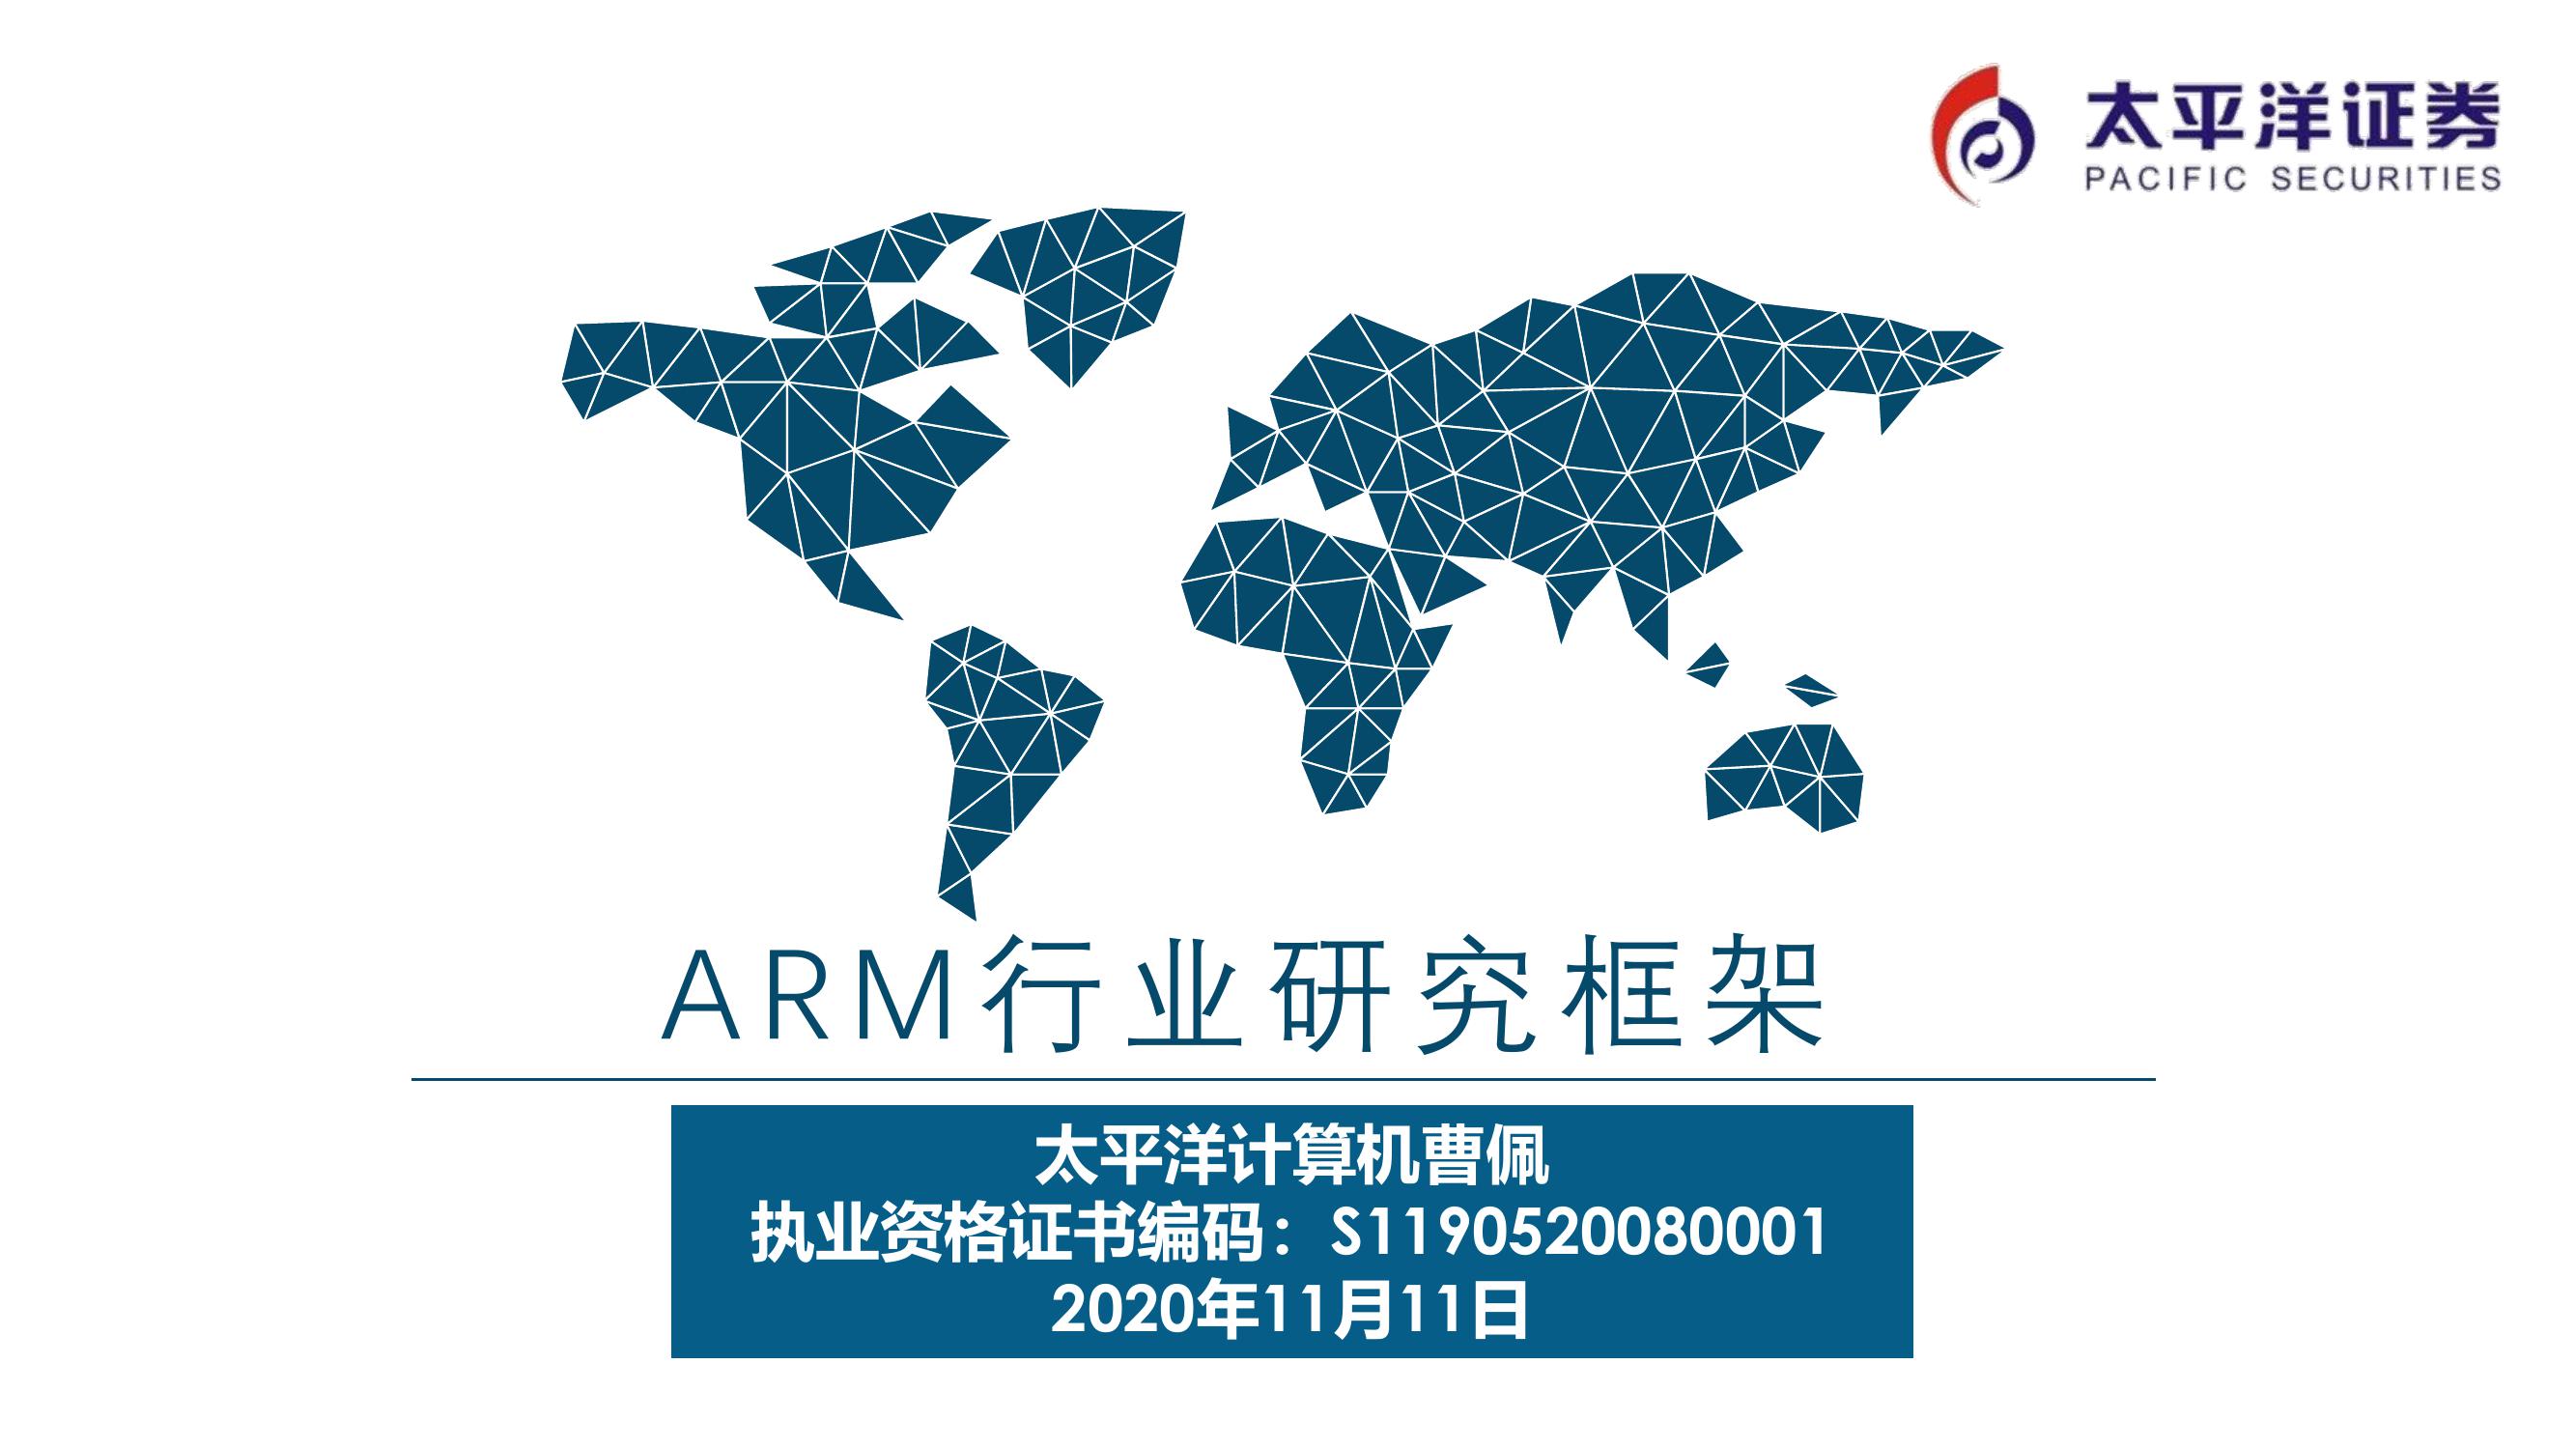 太平洋证券
PACIFIC SECURITIES
ARM行业研究框架
太平洋计算机曹佩
执业资格证书编码：S1190520080001
2020年11月11日